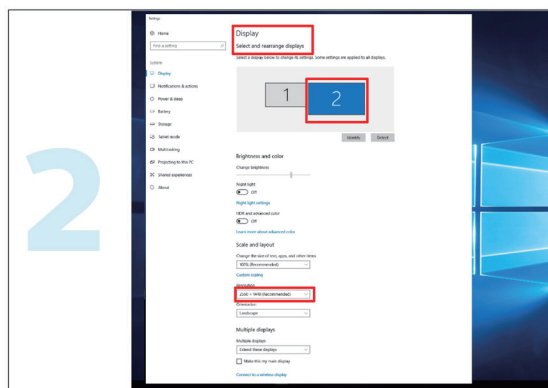 2
Settings
Home
Find a setting
System
Display
Notifications & actions
Power & sleep
Battery
Storage
Tablet mode
Multitasking
Projecting to this PC
Shared experiences
About
Display
Select and rearrange displays
Select a display below to change its settings. Some settings are applied to all displays.
1
2
Identify
Detect
Brightness and color
Change brightness
Night light
Off
Night light settings
HDR and advanced color
Off
Learn more about advanced color
Scale and layout
Change the size of text, apps, and other items
100% (Recommended)
Custom scaling
Resolution
(Recommended)
Orientation
Landscape
Multiple displays
Multiple displays
Extend these displays
Make this my main display
Connect to a wireless display